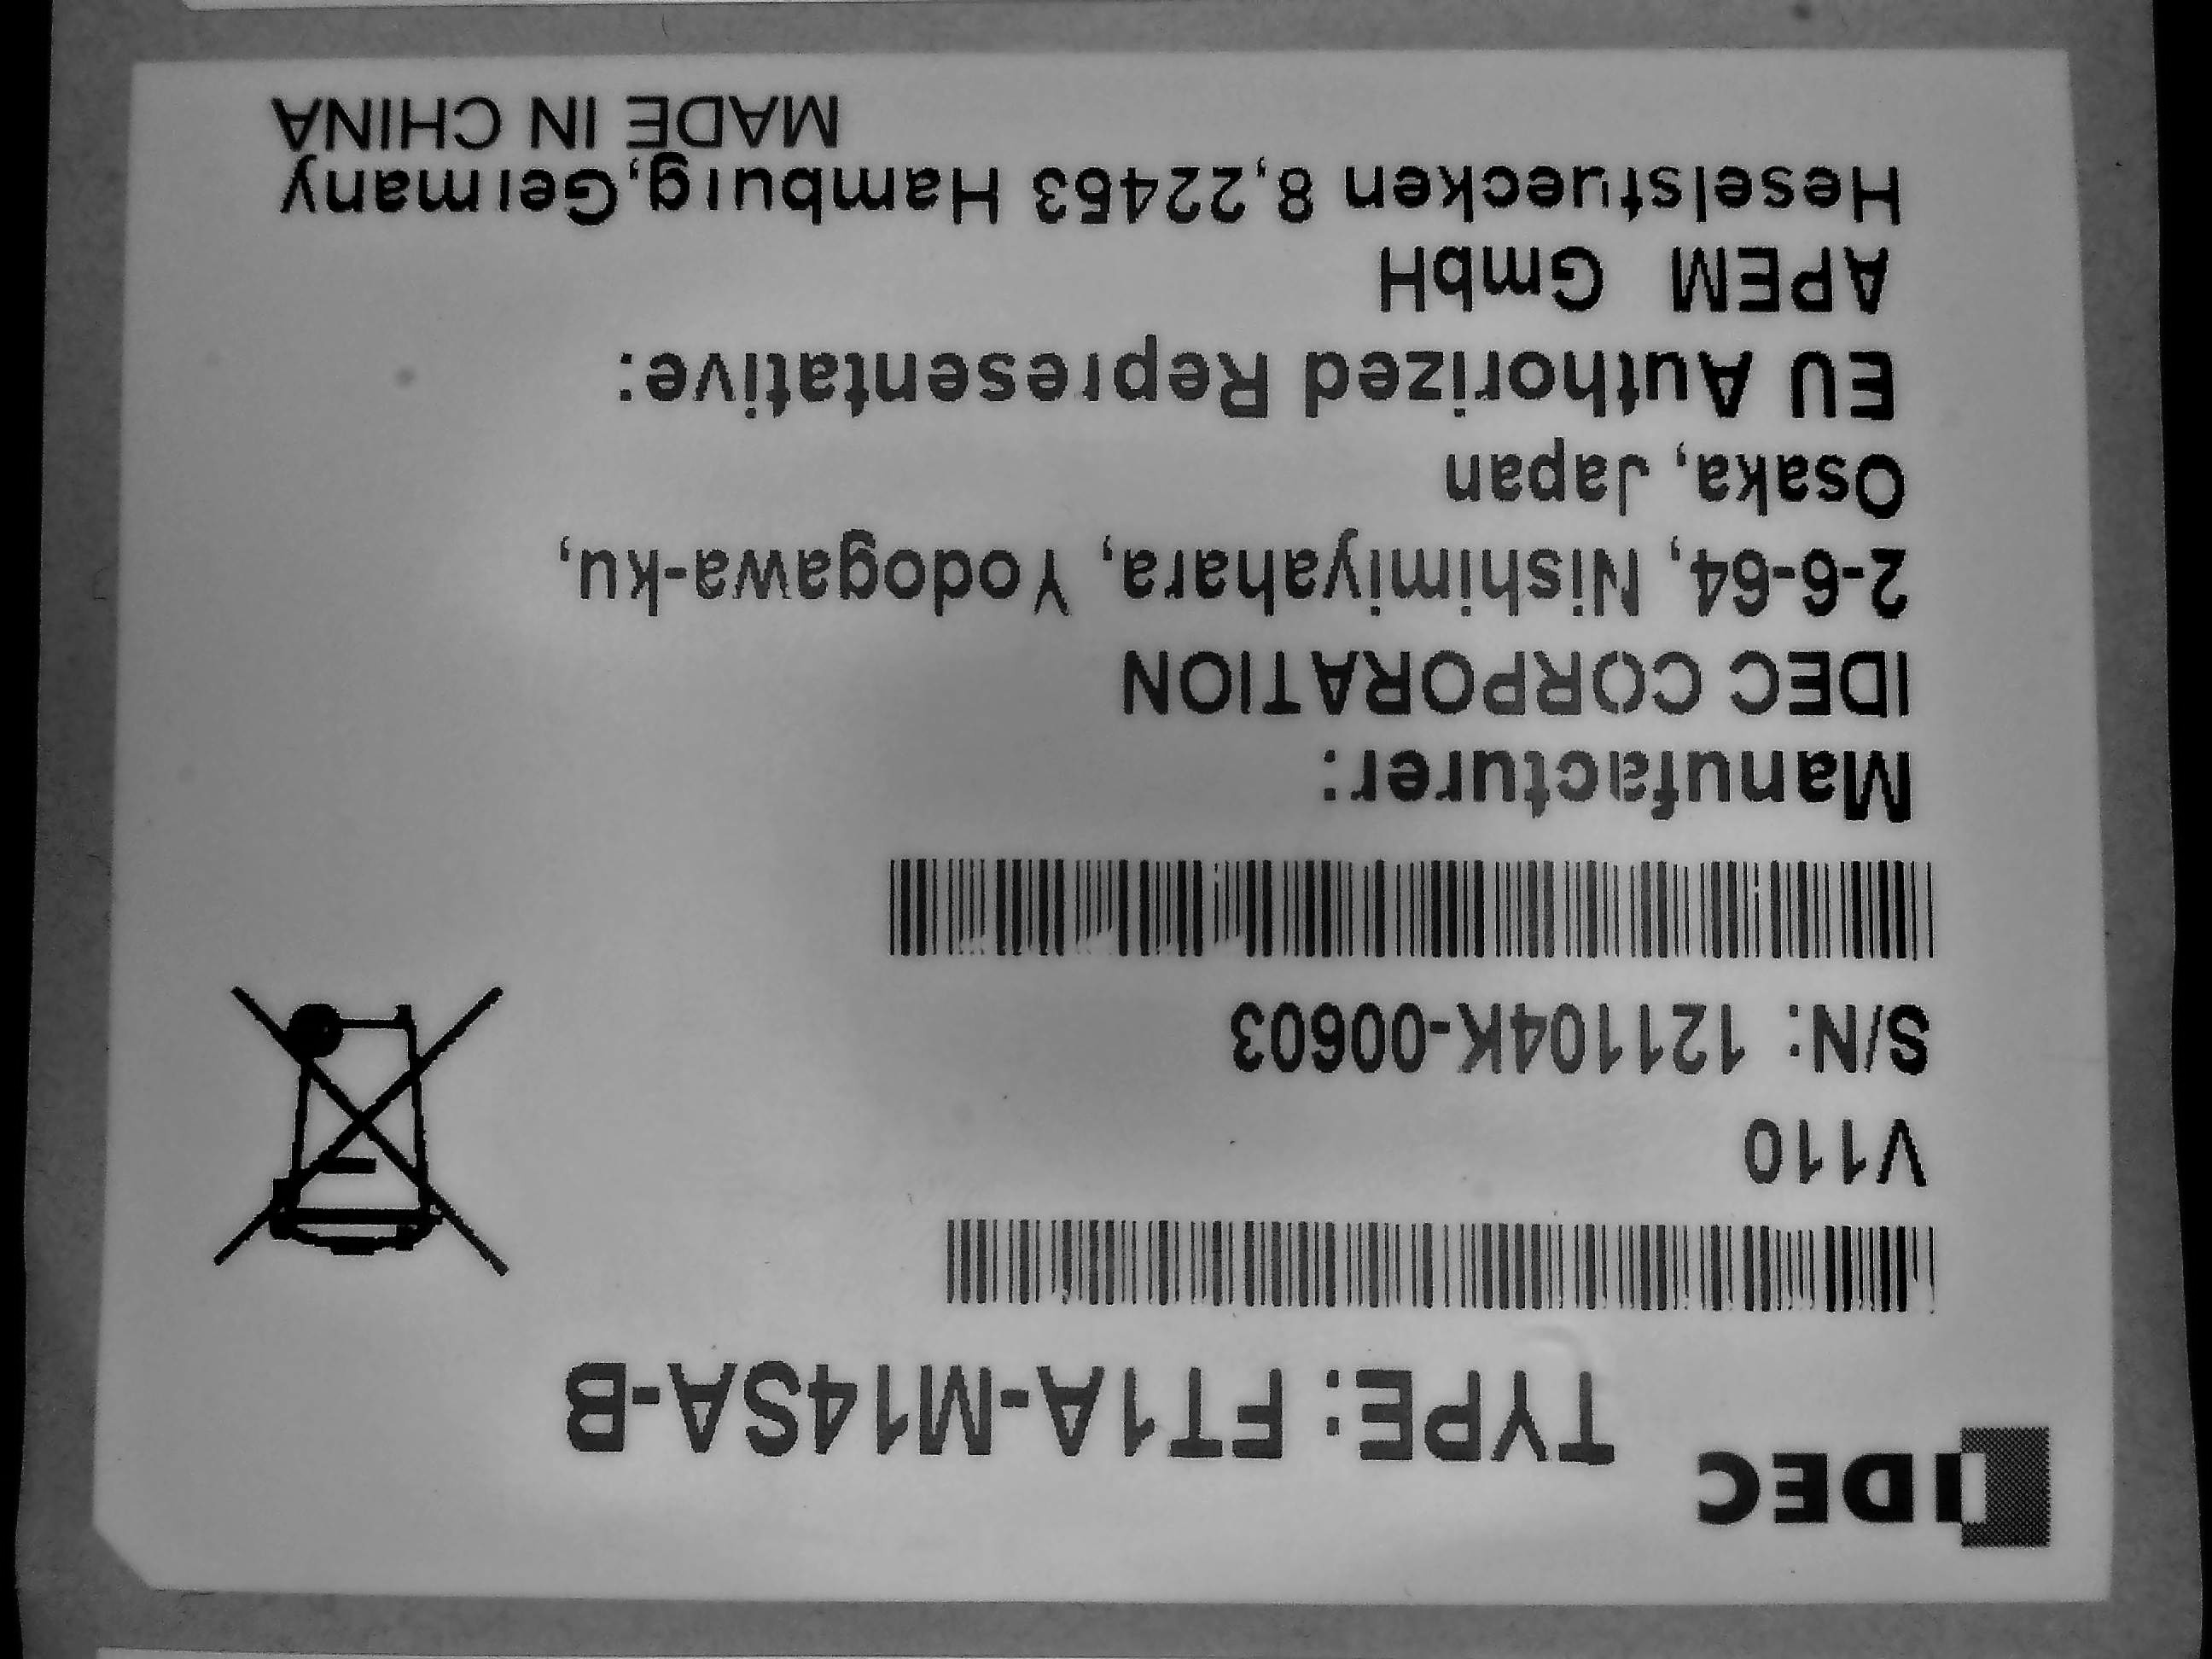 IDEC TYPE: FT1A-M14SA-B
V110
S/N: 121104K-00603
Manufacturer:
IDEC CORPORATION
2-6-64, Nishimiyahara, Yodogawa-ku,
Osaka, Japan
EU Authorized Representative:
APEM GmbH
Heselstuecken 8,22453 Hamburg,Germany
MADE IN CHINA